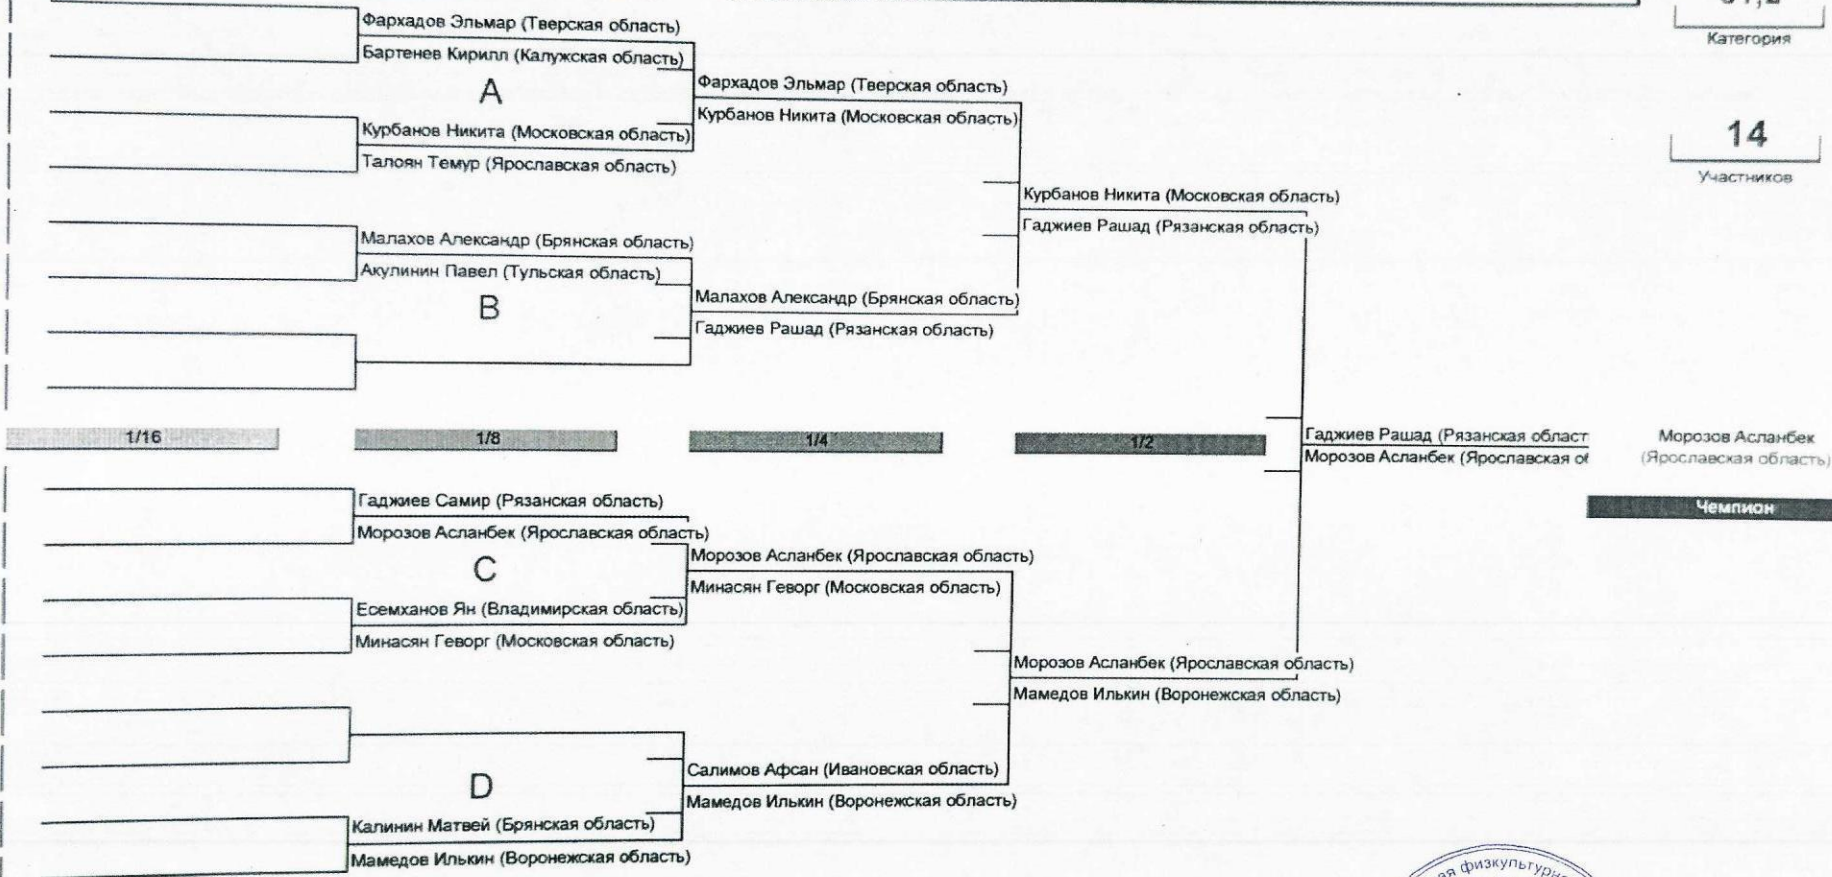 Категория
Фархадов Эльмар (Тверская область)
Бартенев Кирилл (Калужская область)
A
Фархадов Эльмар (Тверская область)
Курбанов Никита (Московская область)
Курбанов Никита (Московская область)
Талоян Темур (Ярославская область)
14
Участников
Курбанов Никита (Московская область)
Гаджиев Рашад (Рязанская область)
Малахов Александр (Брянская область)
Акулинин Павел (Тульская область)
B
Малахов Александр (Брянская область)
Гаджиев Рашад (Рязанская область)
1/16
1/8
1/4
1/2
Гаджиев Рашад (Рязанская област
Морозов Асланбек (Ярославская об
Морозов Асланбек
(Ярославская область)
Чемпион
Гаджиев Самир (Рязанская область)
Морозов Асланбек (Ярославская область)
C
Морозов Асланбек (Ярославская область)
Минасян Геворг (Московская область)
Есемханов Ян (Владимирская область)
Минасян Геворг (Московская область)
Морозов Асланбек (Ярославская область)
Мамедов Илькин (Воронежская область)
D
Салимов Афсан (Ивановская область)
Мамедов Илькин (Воронежская область)
Калинин Матвей (Брянская область)
Мамедов Илькин (Воронежская область)